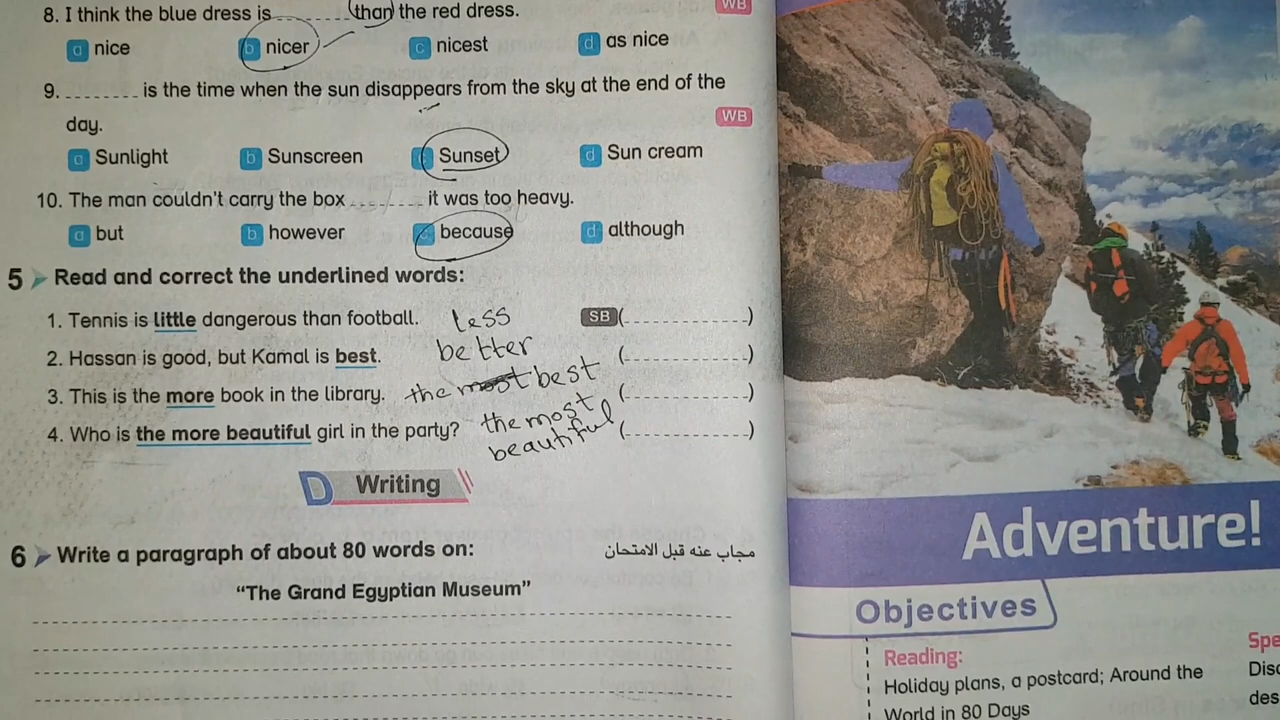 8. I think the blue dress is ________ than the red dress.
WB
a nice b nicer c nicest d as nice
9. ________ is the time when the sun disappears from the sky at the end of the
day.
WB
a Sunlight b Sunscreen c Sunset d Sun cream
10. The man couldn't carry the box ________ it was too heavy.
a but b however c because d although
5 Read and correct the underlined words:
1. Tennis is little dangerous than football. less SB (________)
2. Hassan is good, but Kamal is best. better (________)
3. This is the more book in the library. the most best (________)
4. Who is the more beautiful girl in the party? the most (________)
beautiful
D Writing
6 Write a paragraph of about 80 words on: مجاب عنه قبل الامتحان
"The Grand Egyptian Museum"
Adventure!
Objectives
Reading:
Holiday plans, a postcard; Around the
World in 80 Days